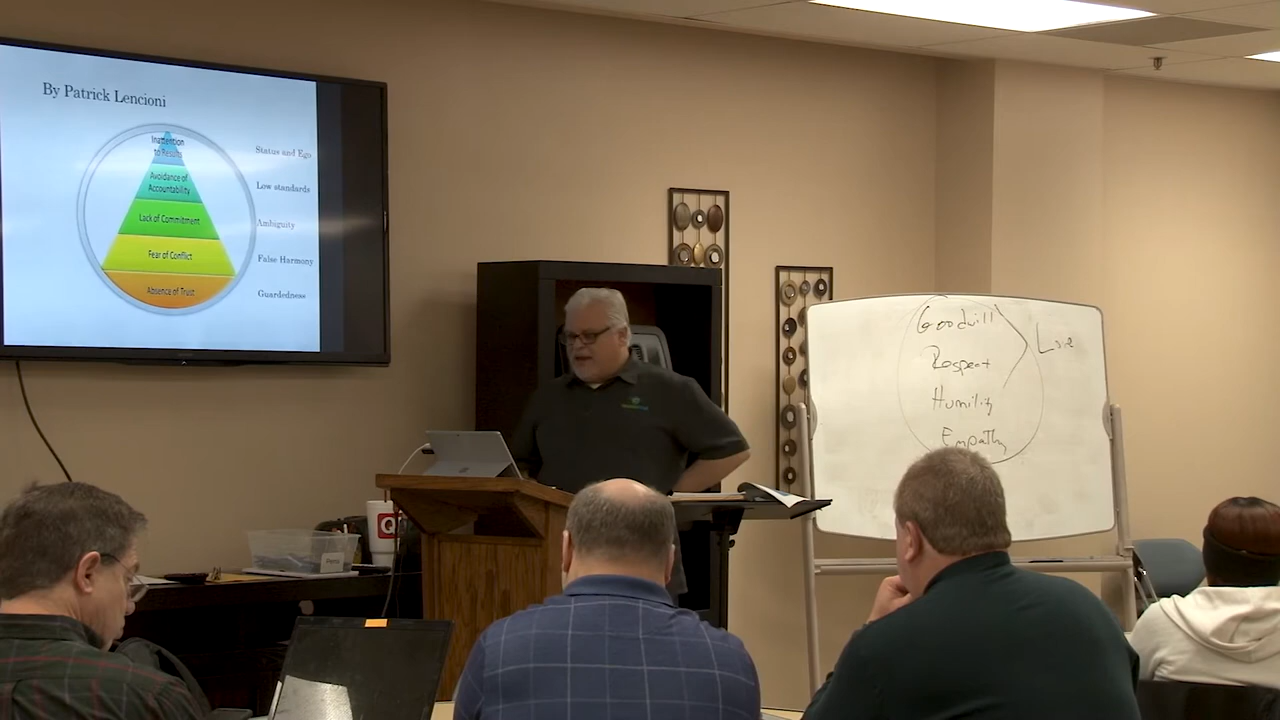 By Patrick Lencioni
Inattention
to Results
Status and Ego
Avoidance of
Accountability
Low standards
Lack of Commitment
Ambiguity
Fear of Conflict
False Harmony
Absence of Trust
Guardedness
Goodwill
Love
Respect
Humility
Empathy
Q
Pens